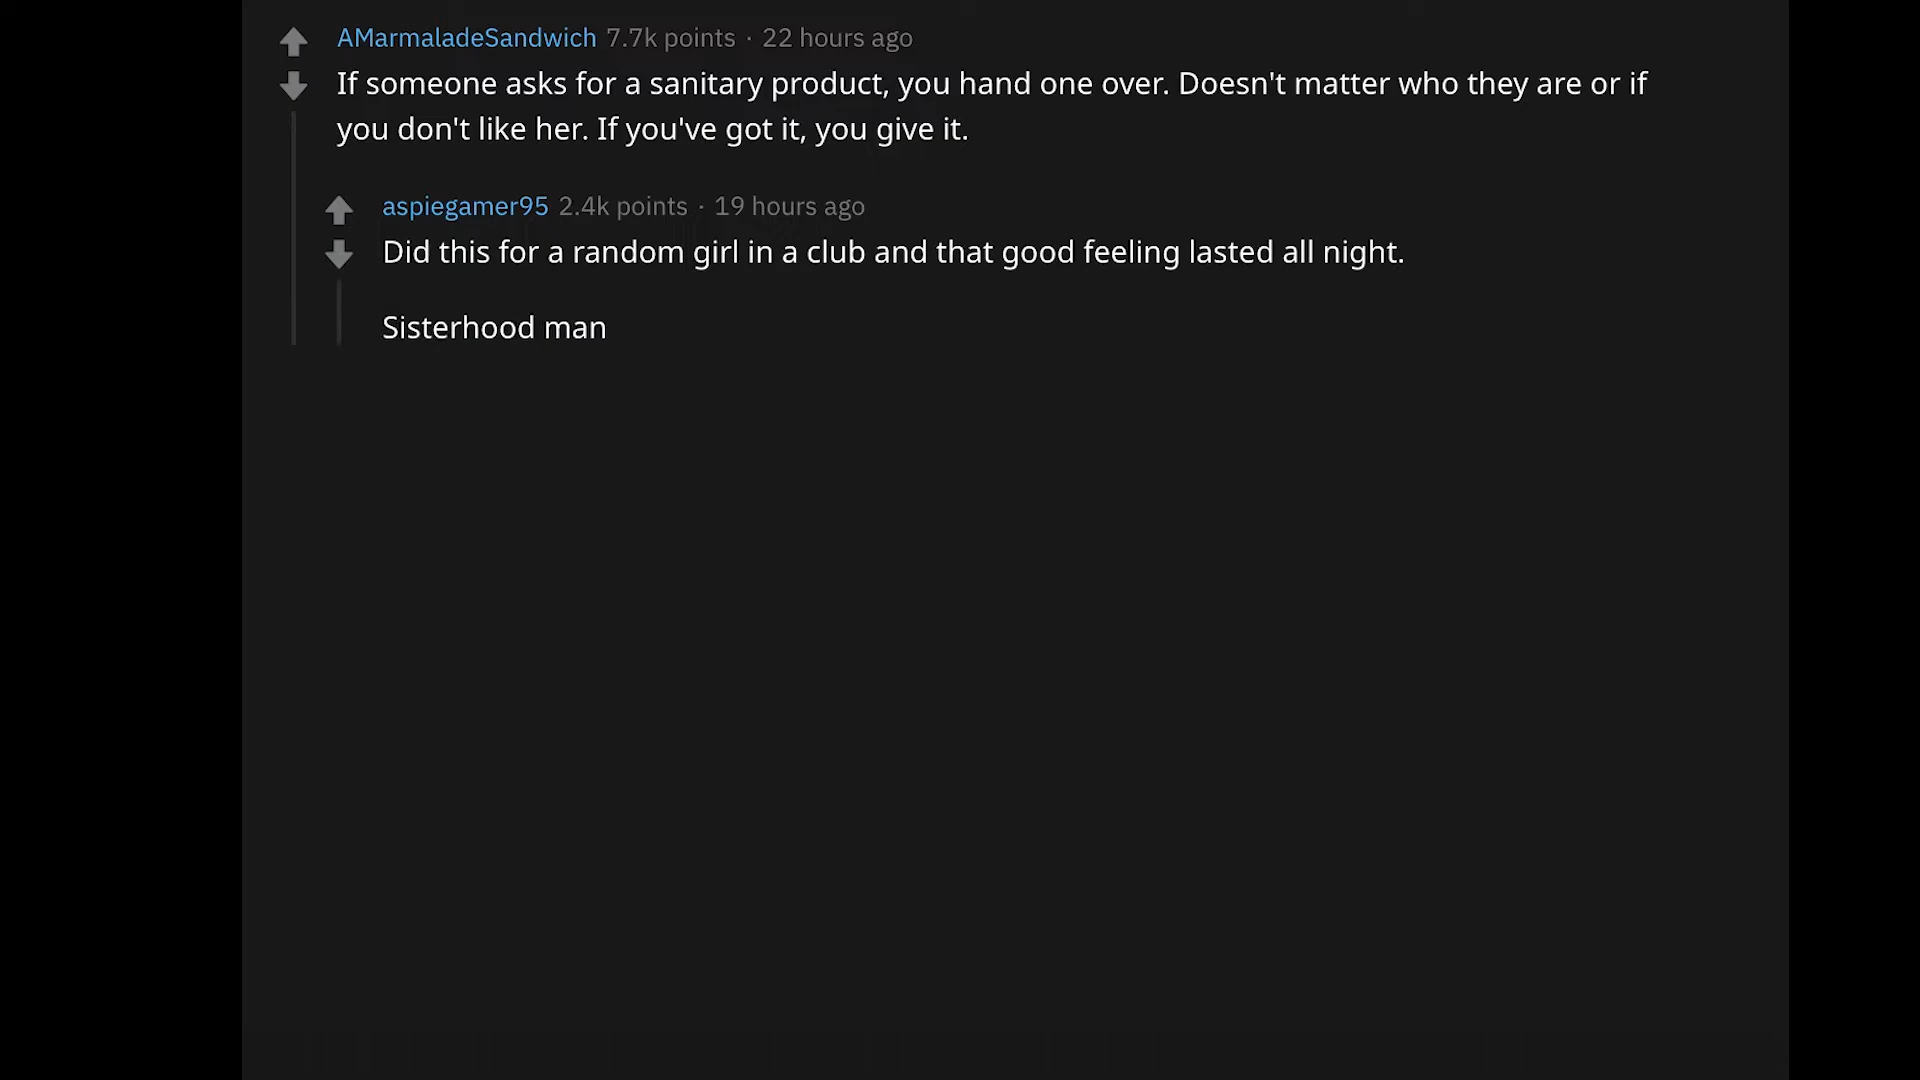 AMarmaladeSandwich 7.7k points · 22 hours ago
If someone asks for a sanitary product, you hand one over. Doesn't matter who they are or if
you don't like her. If you've got it, you give it.
aspiegamer95 2.4k points · 19 hours ago
Did this for a random girl in a club and that good feeling lasted all night.
Sisterhood man